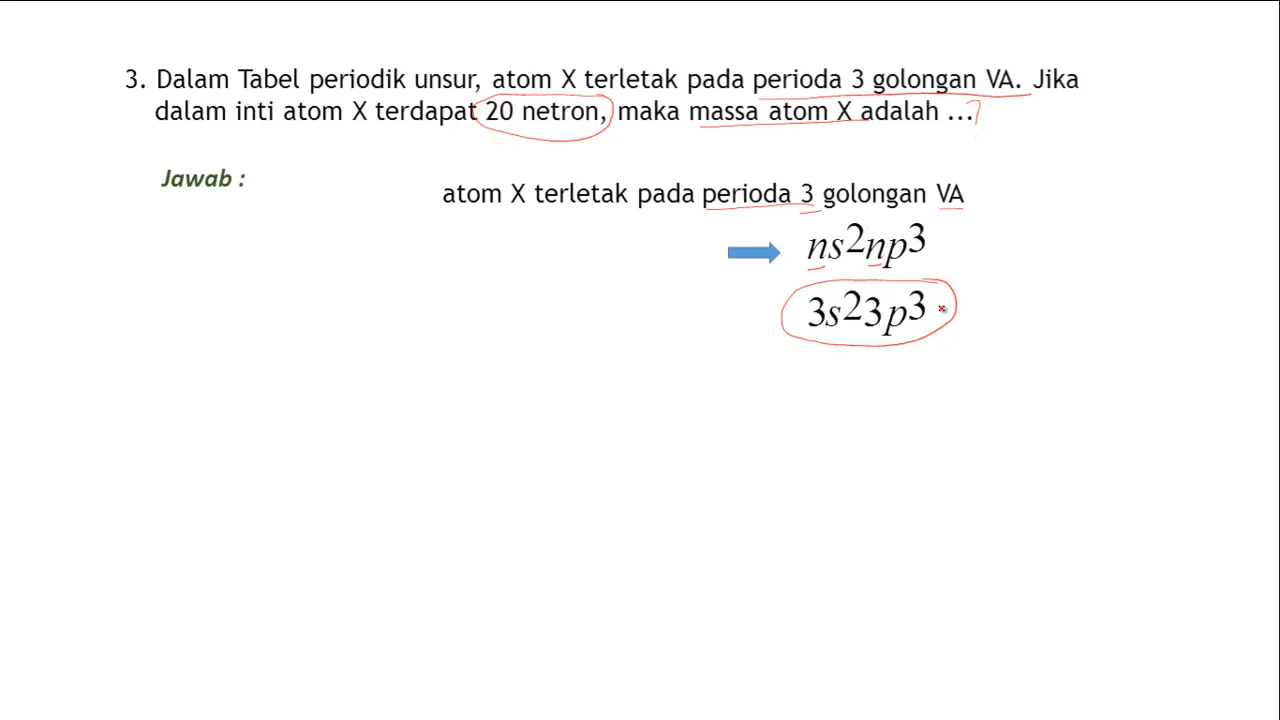 3. Dalam Tabel periodik unsur, atom X terletak pada perioda 3 golongan VA. Jika
dalam inti atom X terdapat 20 netron, maka massa atom X adalah ...?
Jawab :
atom X terletak pada perioda 3 golongan VA
ns²np³
3s²3p³